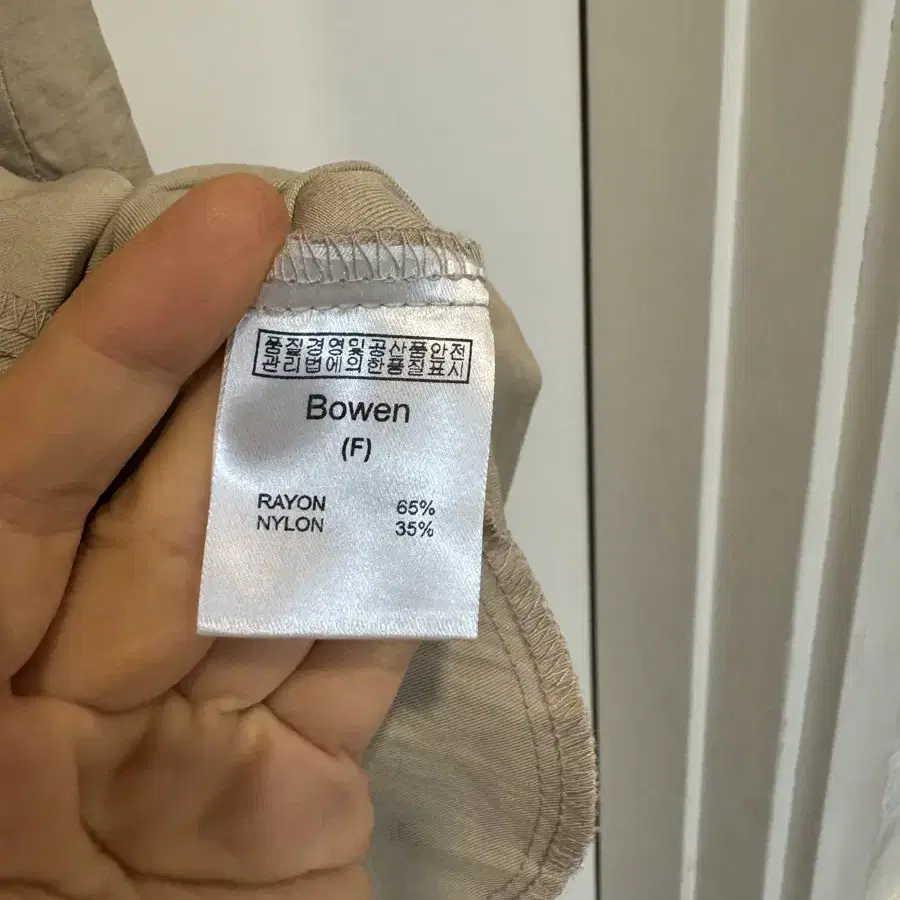 품질경영및공산품안전
관리법에의한품질표시
Bowen
(F)
RAYON 65%
NYLON 35%